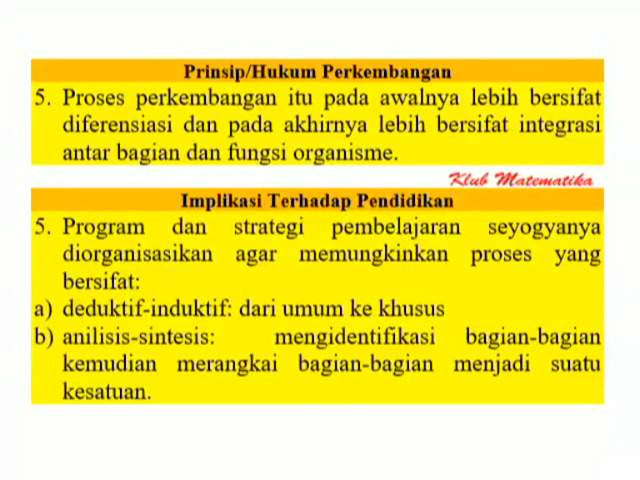 Prinsip/Hukum Perkembangan
5. Proses perkembangan itu pada awalnya lebih bersifat
diferensiasi dan pada akhirnya lebih bersifat integrasi
antar bagian dan fungsi organisme.
Klub Matematika
Implikasi Terhadap Pendidikan
5. Program dan strategi pembelajaran seyogyanya
diorganisasikan agar memungkinkan proses yang
bersifat:
a) deduktif-induktif: dari umum ke khusus
b) anilisis-sintesis: mengidentifikasi bagian-bagian
kemudian merangkai bagian-bagian menjadi suatu
kesatuan.